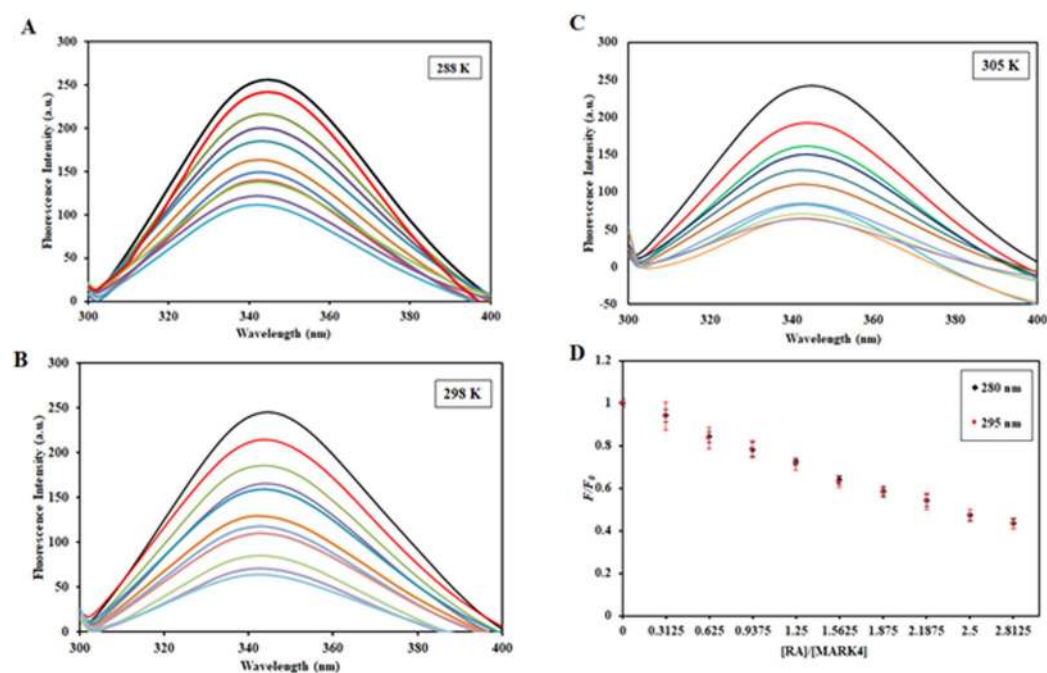 A
300
250
200
150
100
50
0
Fluorescence Intensity (a.u.)
288 K
300 320 340 360 380 400
Wavelength (nm)
B
300
250
200
150
100
50
0
Fluorescence Intensity (a.u.)
298 K
300 320 340 360 380 400
Wavelength (nm)
C
300
250
200
150
100
50
0
-50
Fluorescence Intensity (a.u.)
305 K
300 320 340 360 380 400
Wavelength (nm)
D
1.2
1
0.8
0.6
0.4
0.2
0
F/F0
280 nm
295 nm
0 0.3125 0.625 0.9375 1.25 1.5625 1.875 2.1875 2.5 2.8125
[RA]/[MARK4]